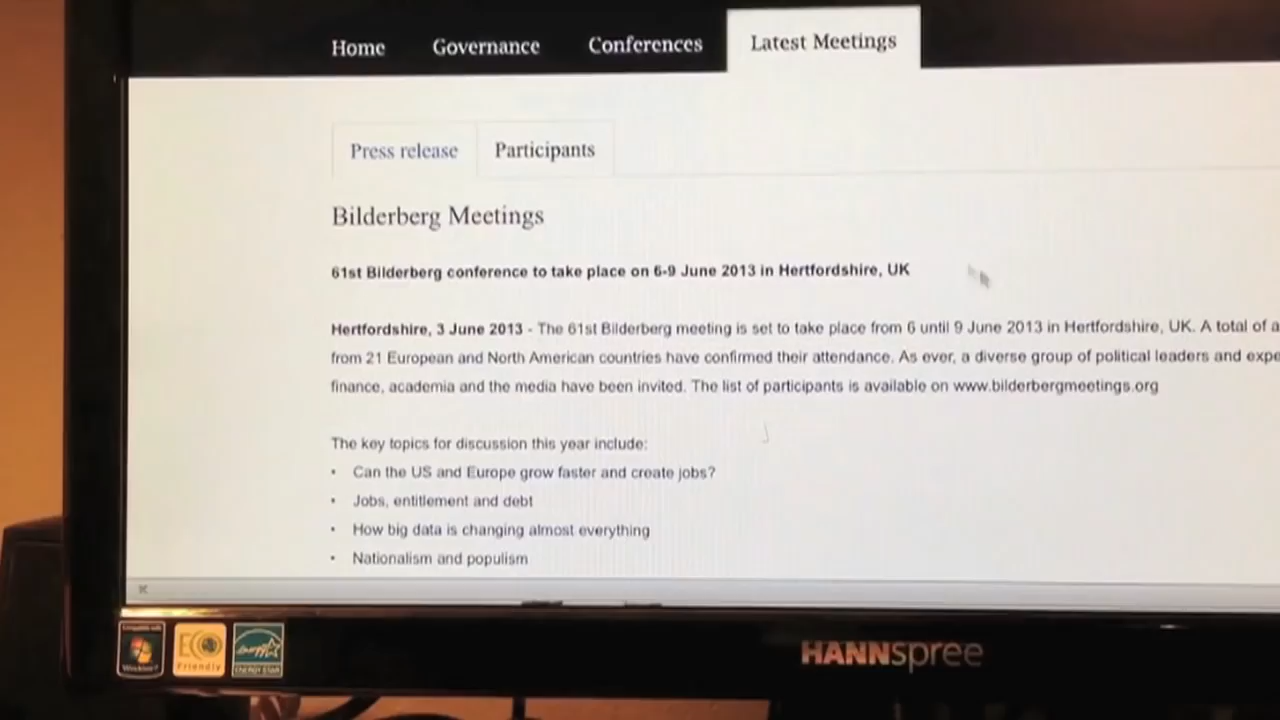 Home Governance Conferences Latest Meetings
Press release Participants
Bilderberg Meetings
61st Bilderberg conference to take place on 6-9 June 2013 in Hertfordshire, UK
Hertfordshire, 3 June 2013 - The 61st Bilderberg meeting is set to take place from 6 until 9 June 2013 in Hertfordshire, UK. A total of a
from 21 European and North American countries have confirmed their attendance. As ever, a diverse group of political leaders and expe
finance, academia and the media have been invited. The list of participants is available on www.bilderbergmeetings.org
The key topics for discussion this year include:
• Can the US and Europe grow faster and create jobs?
• Jobs, entitlement and debt
• How big data is changing almost everything
• Nationalism and populism
ECO
Friendly
HANNspree